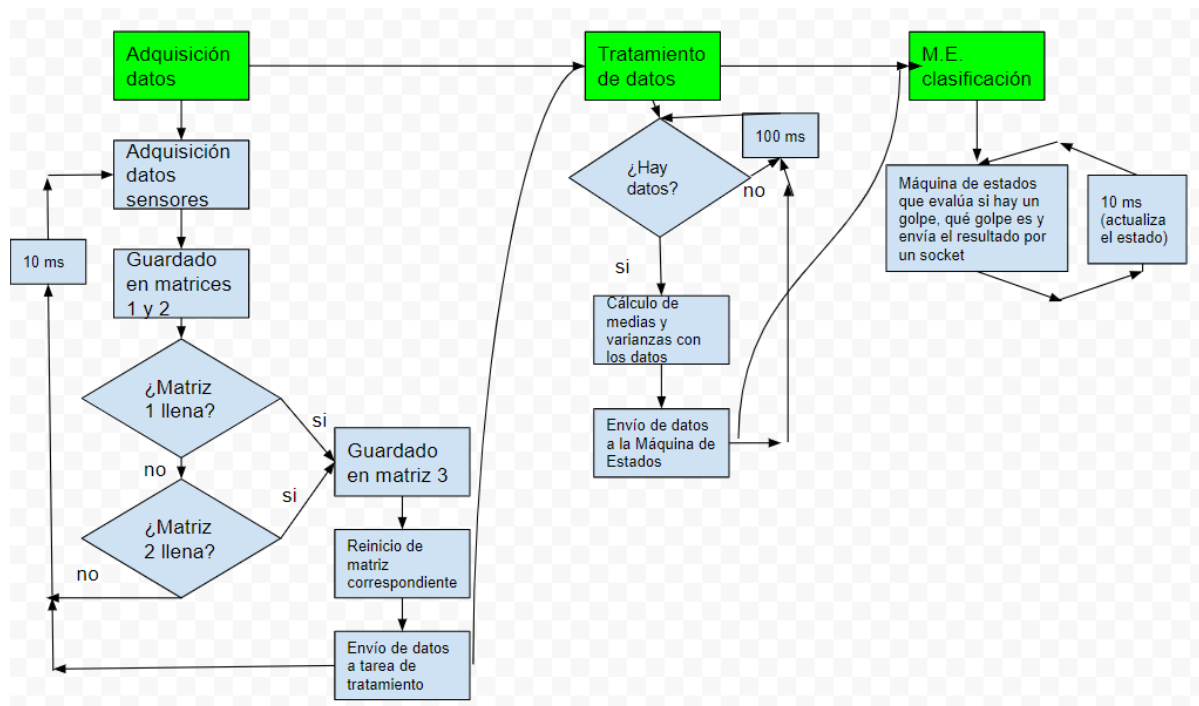 Adquisición
datos
Adquisición
datos
sensores
10 ms
Guardado
en matrices
1 y 2
¿Matriz
1 llena?
si
no
¿Matriz
2 llena?
si
no
Guardado
en matriz 3
Reinicio de
matriz
correspondiente
Envío de datos
a tarea de
tratamiento
Tratamiento
de datos
100 ms
¿Hay
datos?
no
si
Cálculo de
medias y
varianzas con
los datos
Envío de datos
a la Máquina de
Estados
M.E.
clasificación
Máquina de estados
que evalúa si hay un
golpe, qué golpe es y
envía el resultado por
un socket
10 ms
(actualiza
el estado)